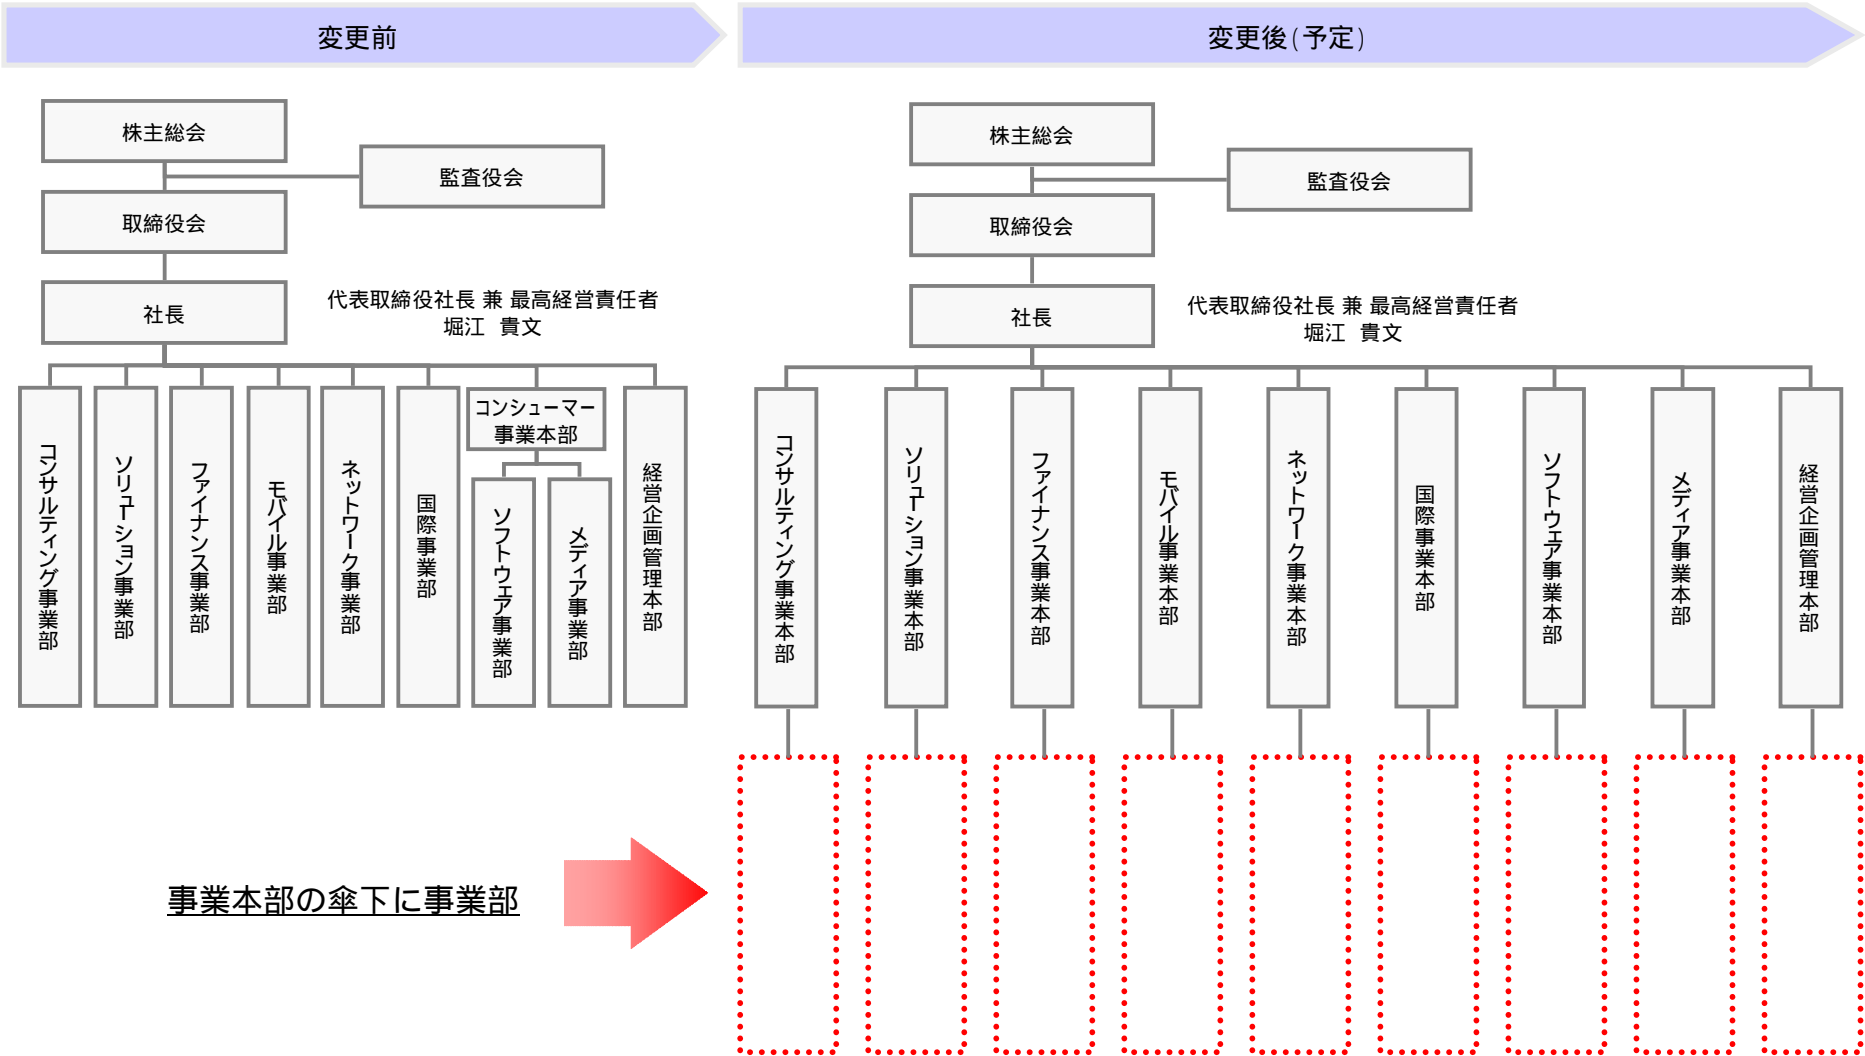 変更前
株主総会
監査役会
取締役会
社長
代表取締役社長 兼 最高経営責任者
堀江 貴文
コンサルティング事業部
ソリューション事業部
ファイナンス事業部
モバイル事業部
ネットワーク事業部
国際事業部
コンシューマー
事業本部
ソフトウェア事業部
メディア事業部
経営企画管理本部
事業本部の傘下に事業部
変更後(予定)
株主総会
監査役会
取締役会
社長
代表取締役社長 兼 最高経営責任者
堀江 貴文
コンサルティング事業本部
ソリューション事業本部
ファイナンス事業本部
モバイル事業本部
ネットワーク事業本部
国際事業本部
ソフトウェア事業本部
メディア事業本部
経営企画管理本部